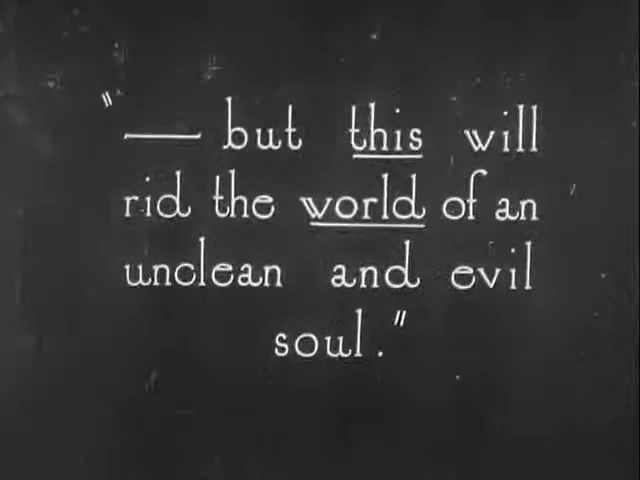 "— but this will
rid the world of an
unclean and evil
soul."